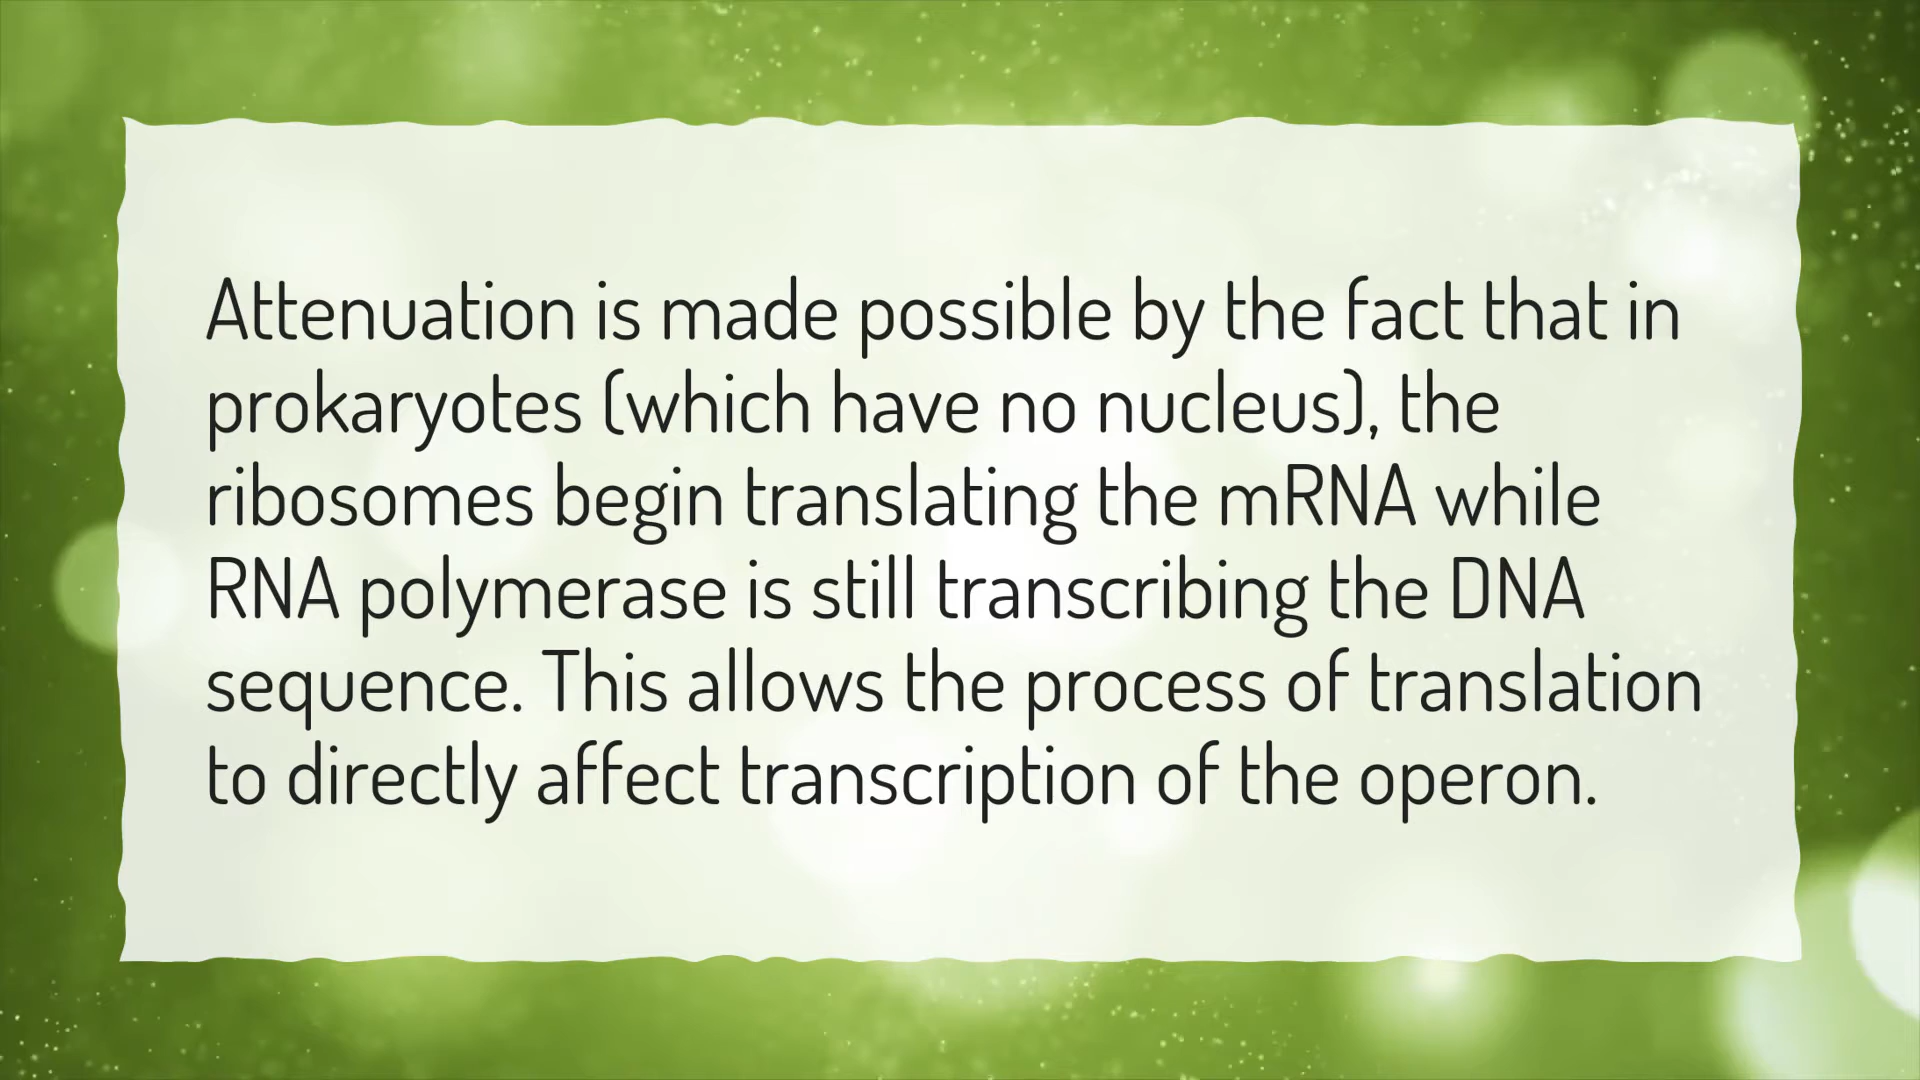 Attenuation is made possible by the fact that in
prokaryotes (which have no nucleus), the
ribosomes begin translating the mRNA while
RNA polymerase is still transcribing the DNA
sequence. This allows the process of translation
to directly affect transcription of the operon.